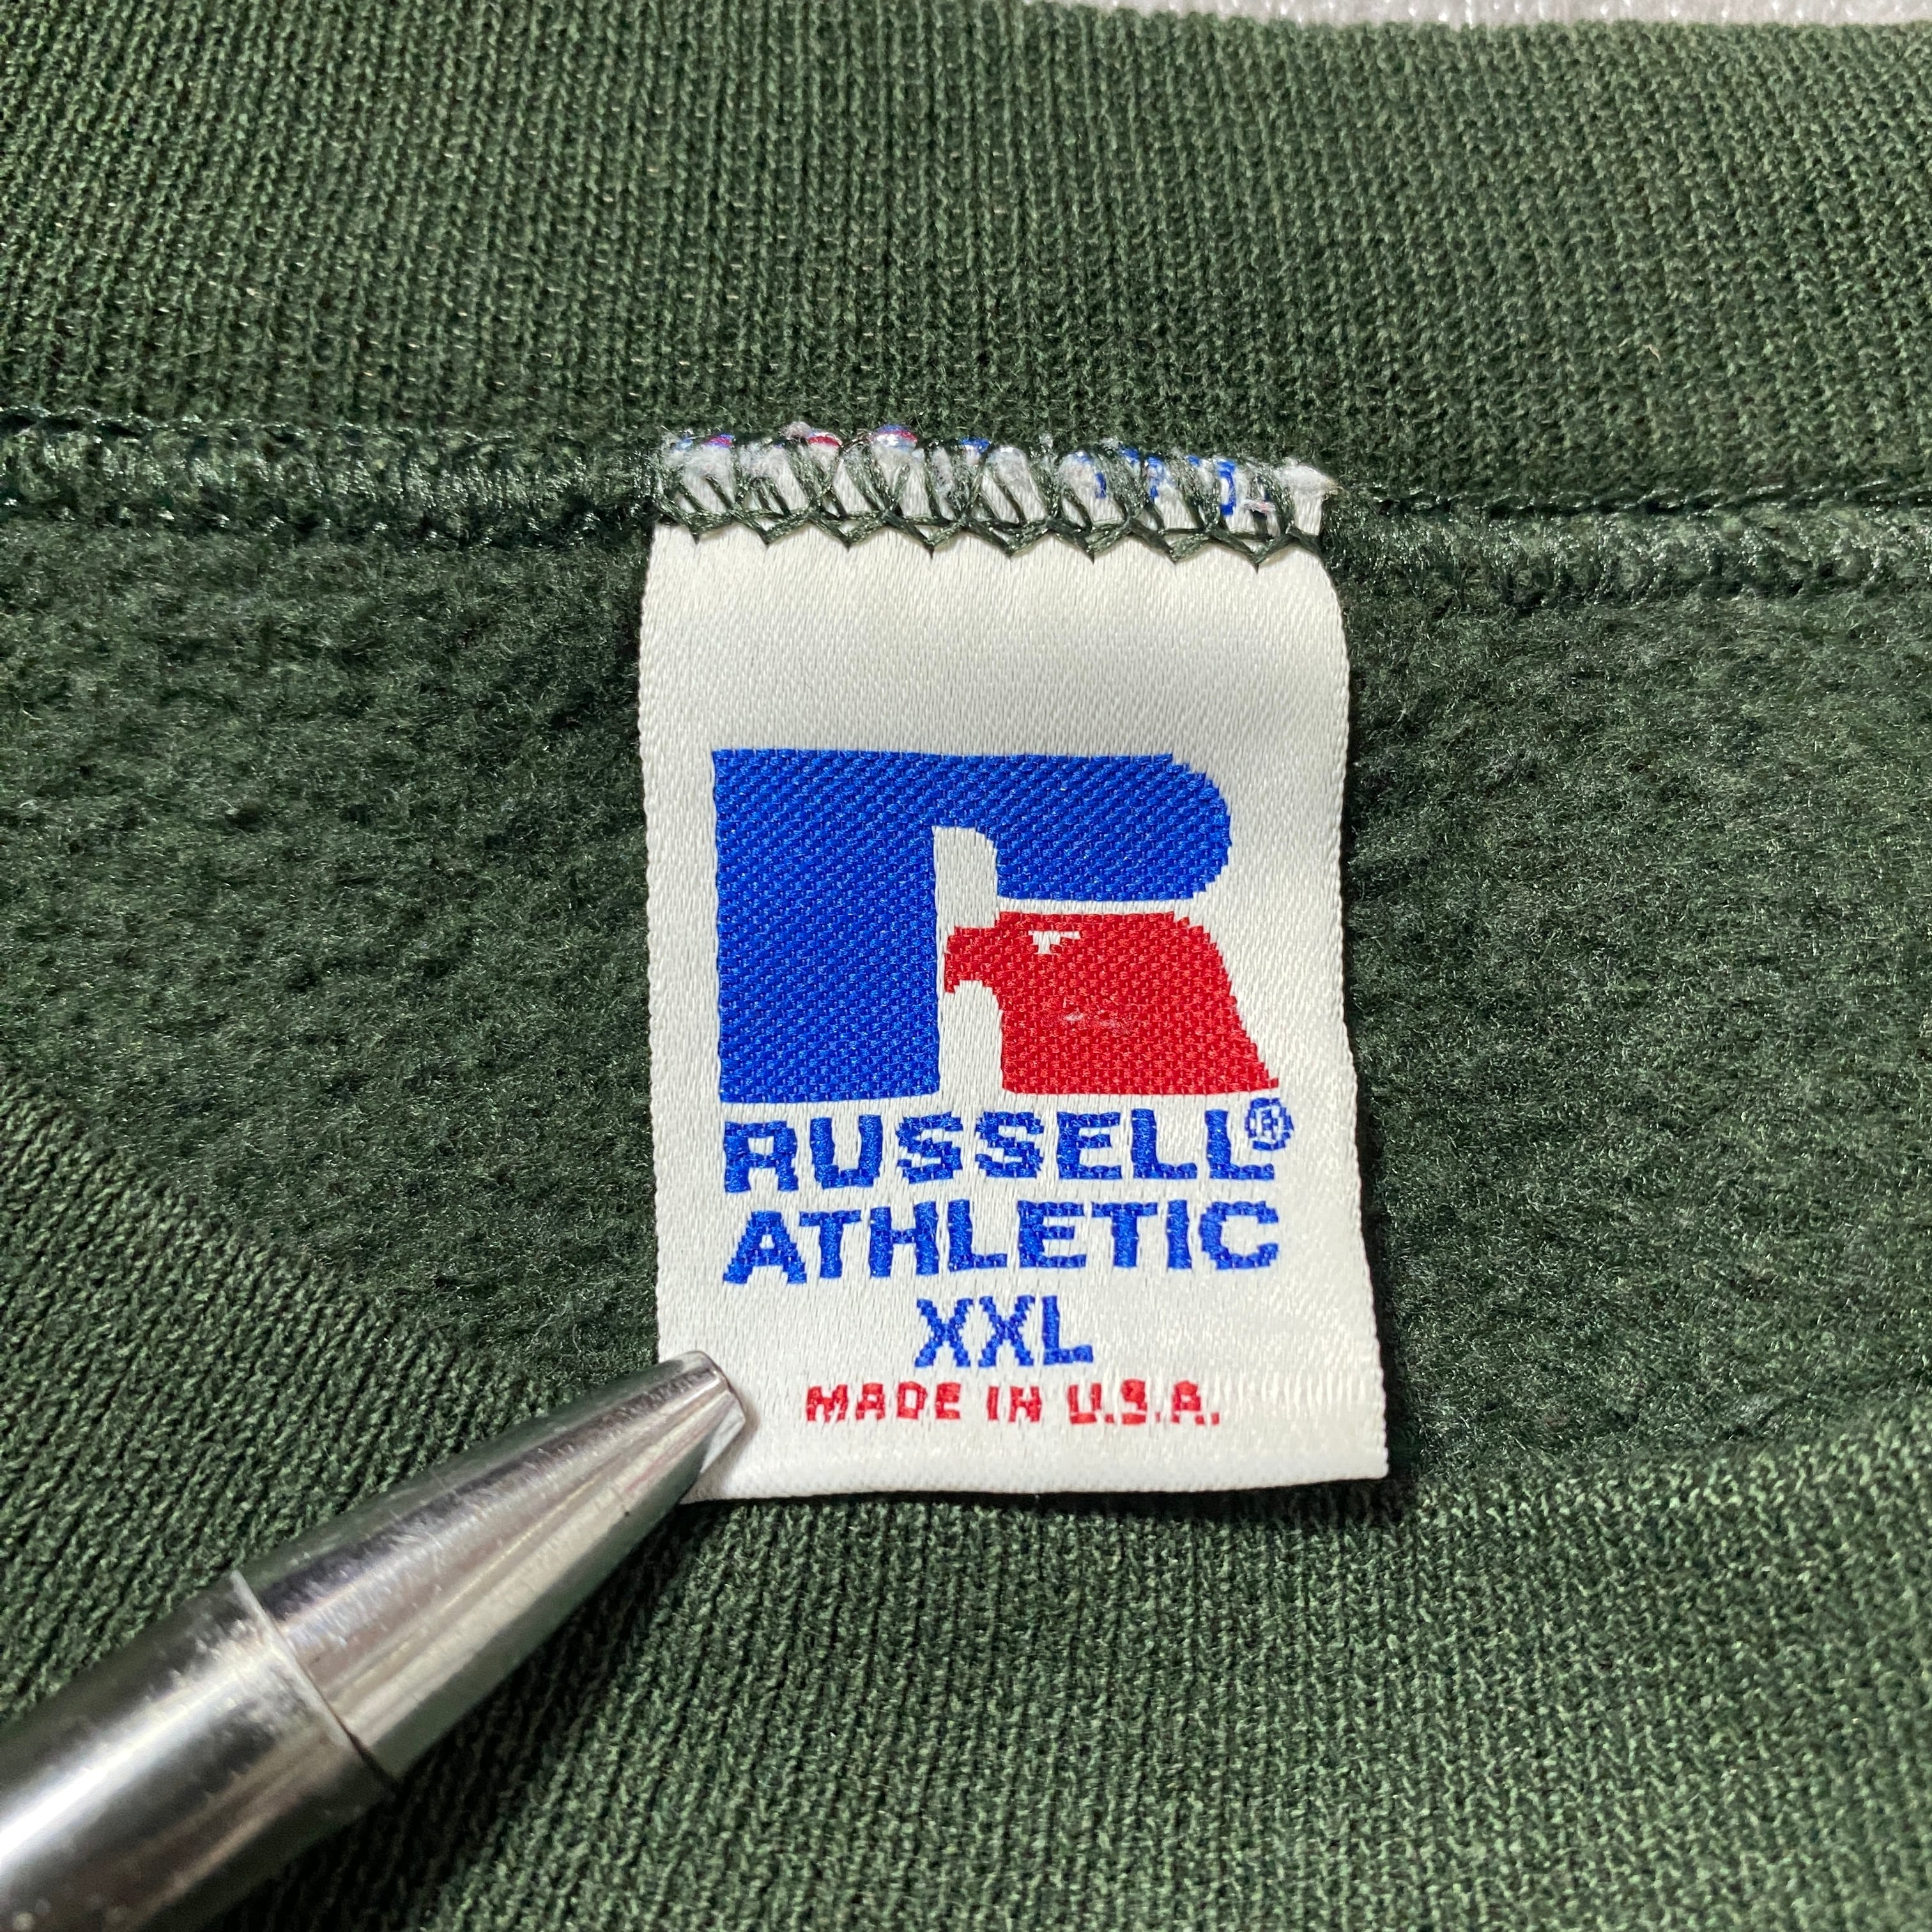 RUSSELL®
ATHLETIC
XXL
MADE IN U.S.A.